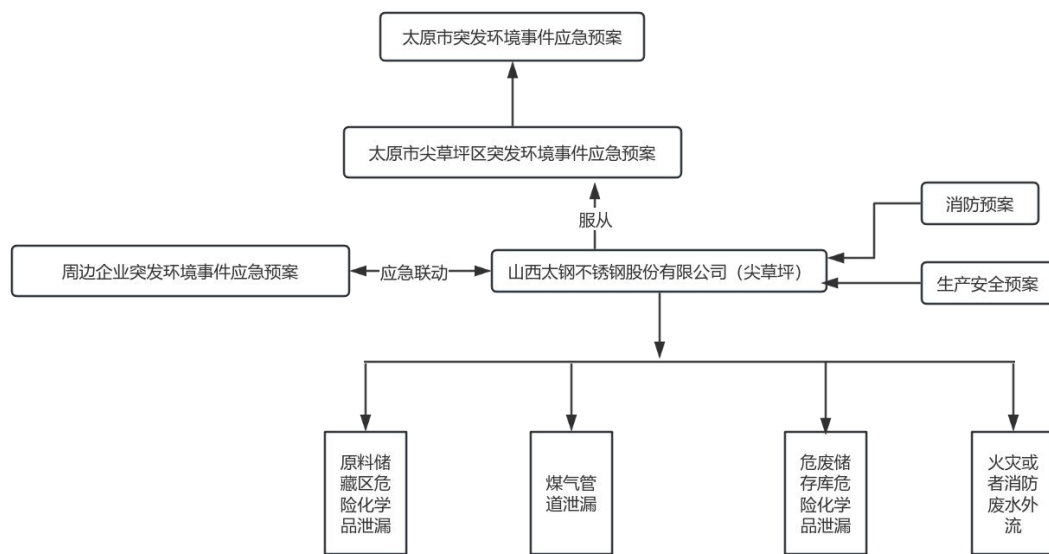 太原市突发环境事件应急预案
太原市尖草坪区突发环境事件应急预案
服从
消防预案
周边企业突发环境事件应急预案
应急联动
山西太钢不锈钢股份有限公司（尖草坪）
生产安全预案
原料储
藏区危
险化学
品泄漏
煤气管
道泄漏
危废储
存库危
险化学
品泄漏
火灾或
者消防
废水外
流